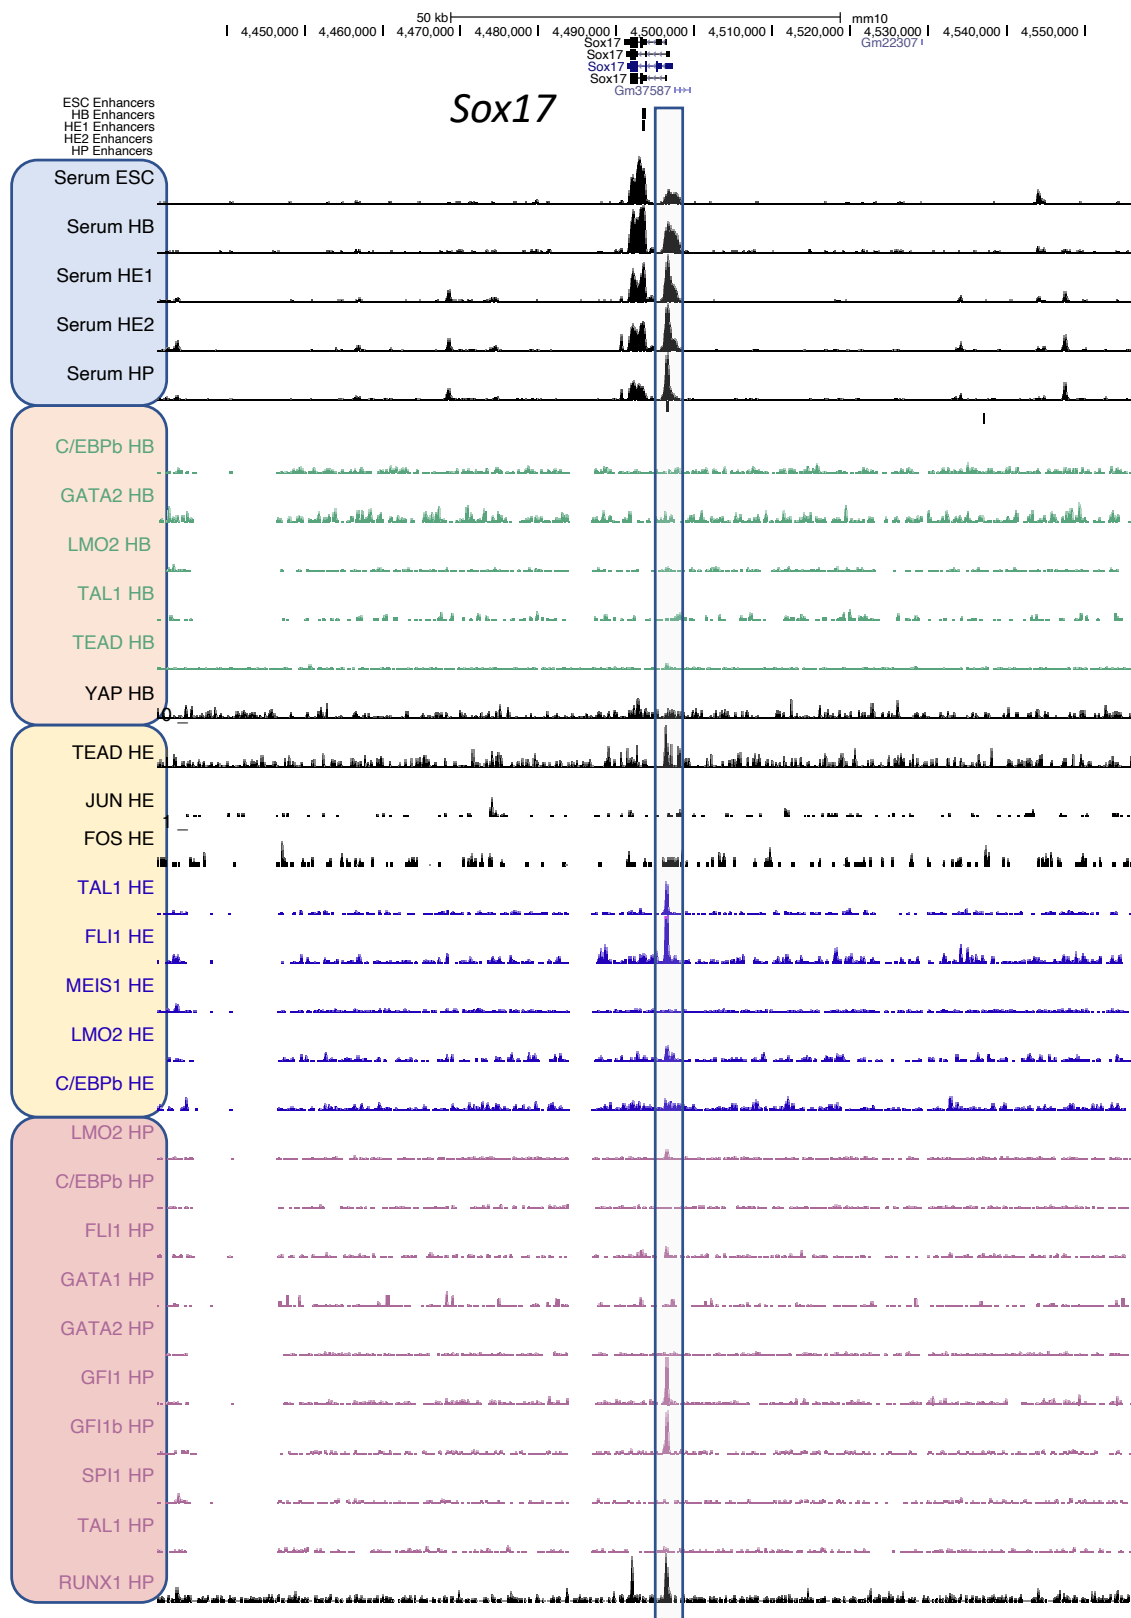 50 kb mm10
4,450,000 4,460,000 4,470,000 4,480,000 4,490,000 4,500,000 4,510,000 4,520,000 4,530,000 4,540,000 4,550,000
Sox17 Gm22307
Sox17
Sox17
Sox17
Gm37587
Sox17
ESC Enhancers
HB Enhancers
HE1 Enhancers
HE2 Enhancers
HP Enhancers
Serum ESC
Serum HB
Serum HE1
Serum HE2
Serum HP
C/EBPb HB
GATA2 HB
LMO2 HB
TAL1 HB
TEAD HB
YAP HB
0 _
TEAD HE
JUN HE
1 _
FOS HE
TAL1 HE
FLI1 HE
MEIS1 HE
LMO2 HE
C/EBPb HE
LMO2 HP
C/EBPb HP
FLI1 HP
GATA1 HP
GATA2 HP
GFI1 HP
GFI1b HP
SPI1 HP
TAL1 HP
RUNX1 HP